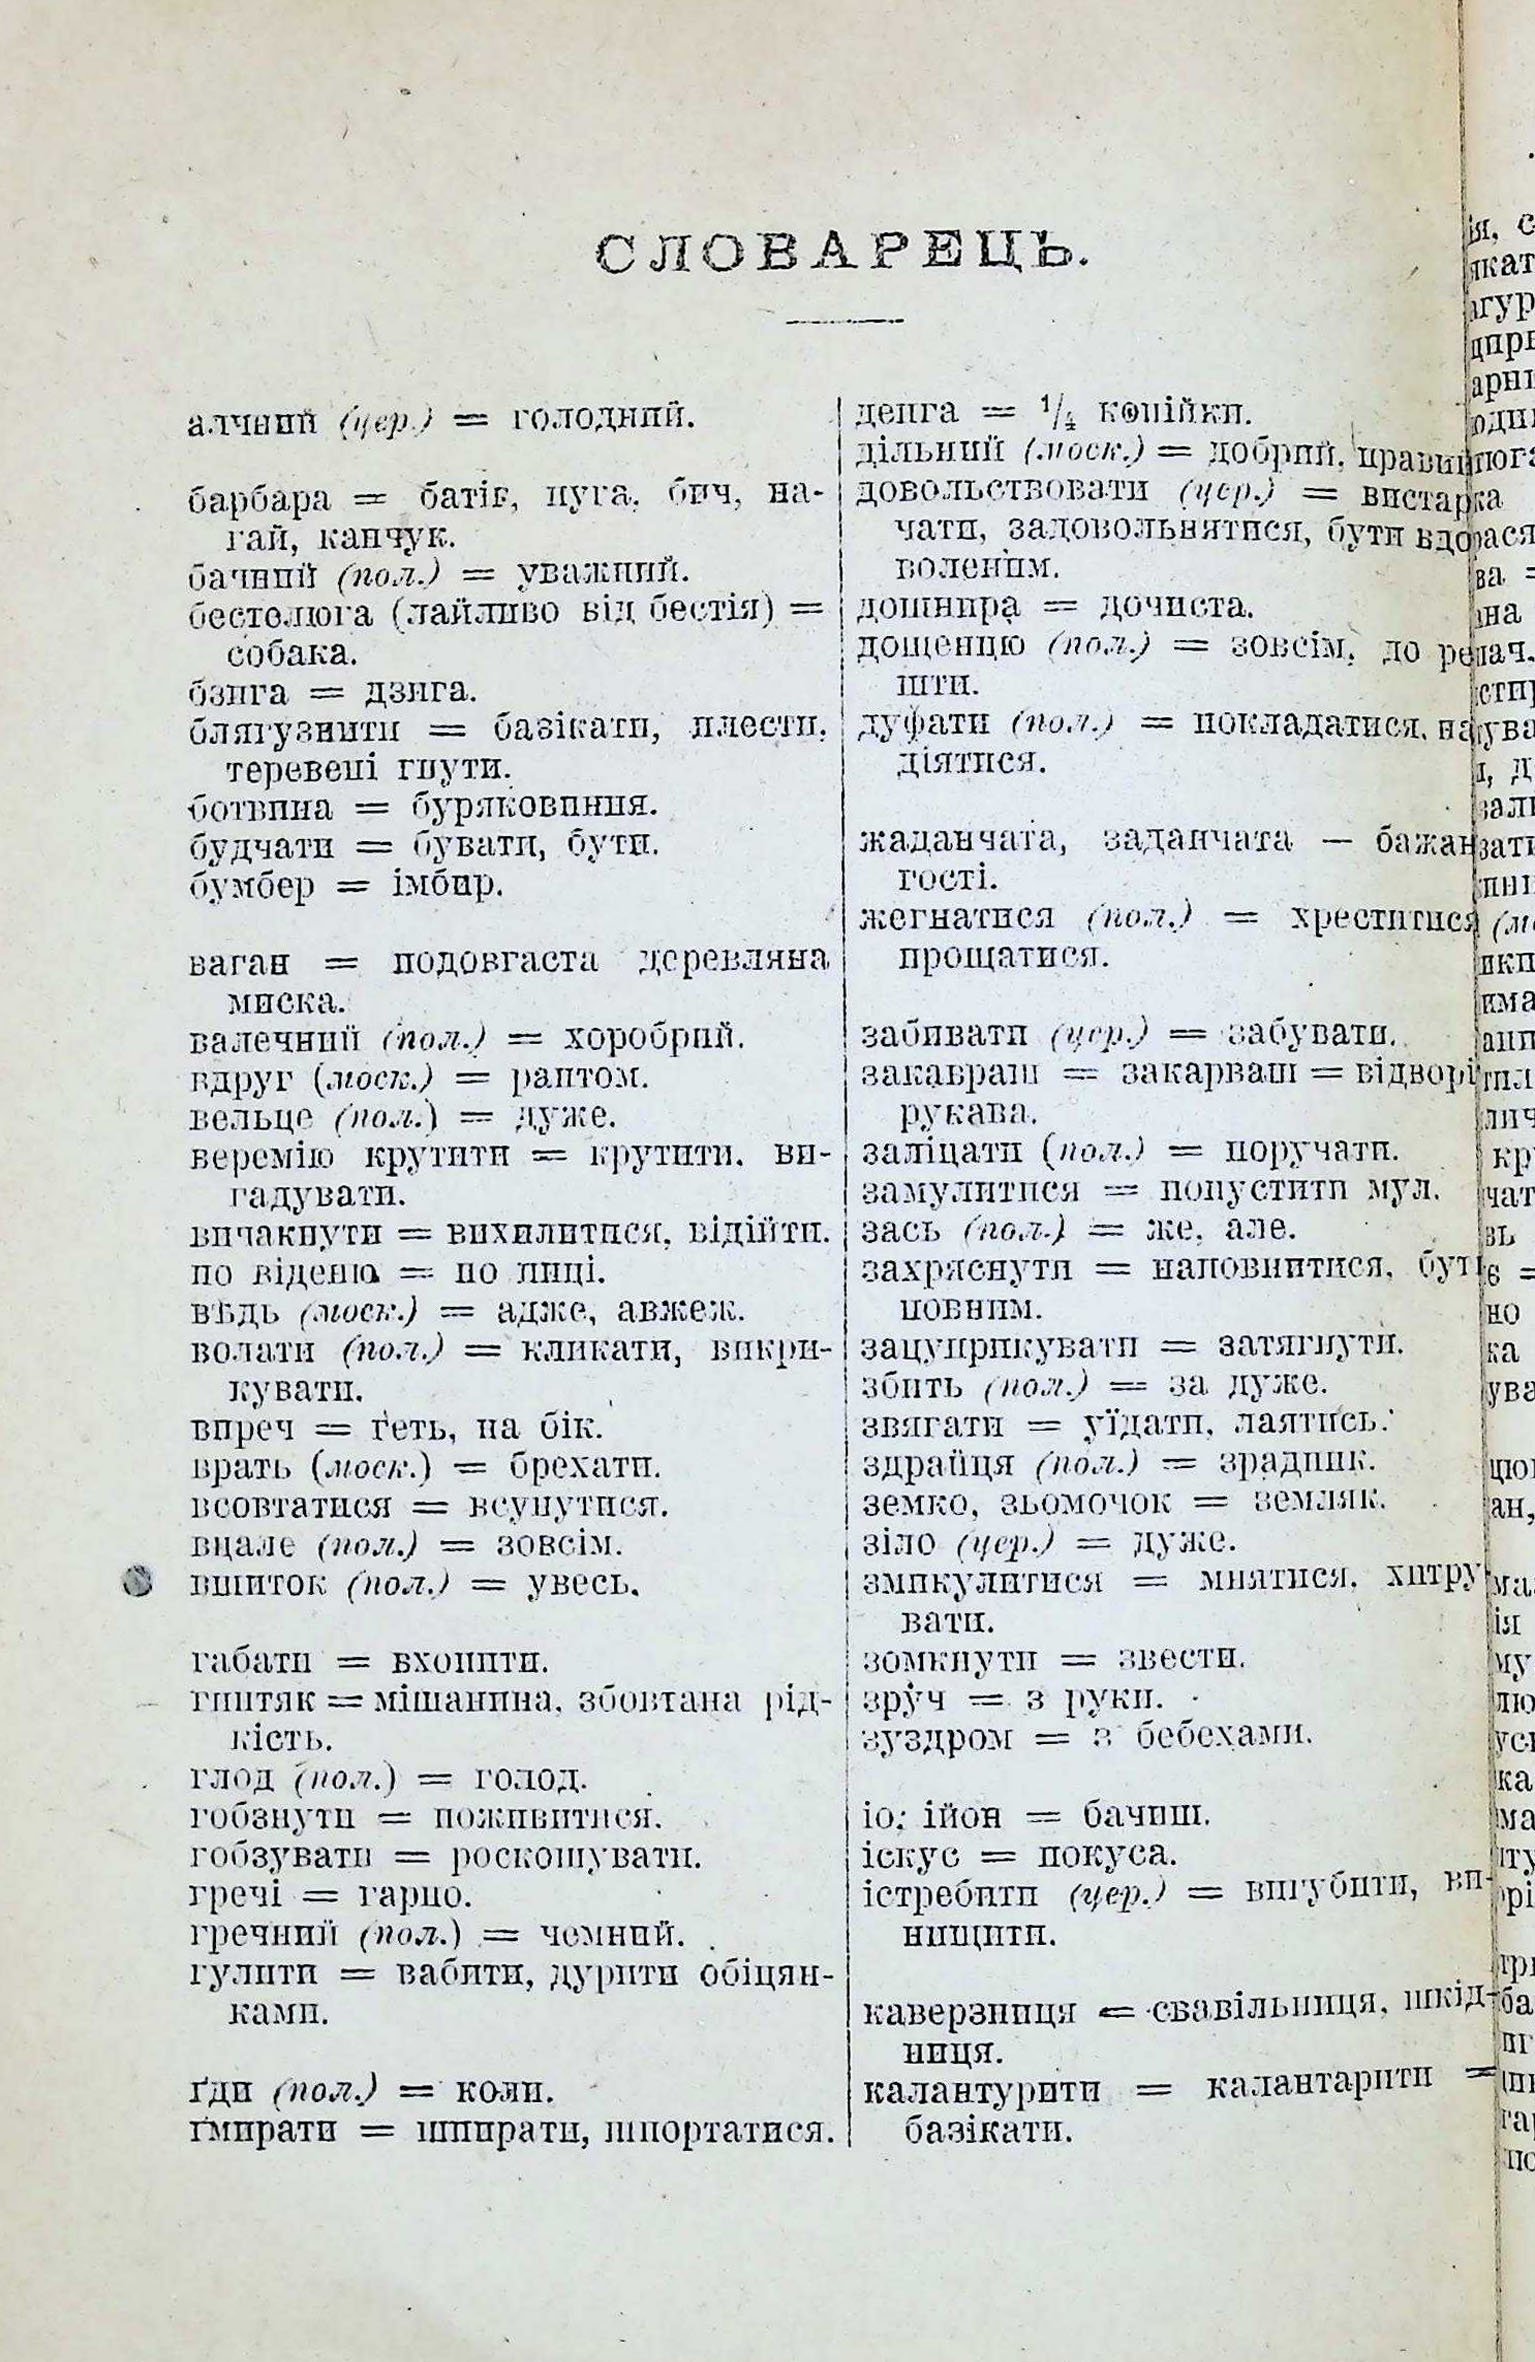 СЛОВАРЕЦЬ.
алчний (цер.) = голодний.
барбара = батіг, пуга, бич, на-
гай, канчук.
бачний (пол.) = уважний.
бестелюга (лайливо від бестія) =
собака.
бзига = дзига.
блягузнити = базікати, плести,
теревені гнути.
ботвина = буряковиння.
будчати = бувати, бути.
бумбер = імбир.
ваган = подовгаста деревляна
миска.
валечний (пол.) = хоробрий.
вдруг (моск.) = раптом.
вельце (пол.) = дуже.
веремію крутити = крутити, ви-
гадувати.
вичакнути = вихилитися, відійти.
по віденю = по лиці.
вѣдь (моск.) = адже, авжеж.
волати (пол.) = кликати, викри-
кувати.
впреч = ґеть, на бік.
врать (моск.) = брехати.
всовтатися = всунутися.
вцале (пол.) = зовсім.
вшиток (пол.) = увесь.
габати = вхопити.
гнитяк = мішанина, збовтана рід-
кість.
глод (пол.) = голод.
гобзнути = поживитися.
гобзувати = роскошувати.
гречі = гарно.
гречний (пол.) = чемний.
гулити = вабити, дурити обіцян-
ками.
ґди (пол.) = коли.
ґмирати = шпирати, шпортатися.
денга = 1/4 копійки.
дільний (моск.) = добрий, правий
довольствовати (цер.) = вистар
чати, задовольнятися, бути вдо
воленим.
дошнира = дочиста.
дощенцю (пол.) = зовсім, до ре
шти.
дуфати (пол.) = покладатися, на
діятися.
жаданчата, заданчата — бажан
гості.
жегнатися (пол.) = хреститися
прощатися.
забивати (цер.) = забувати.
закавраш = закарваш = відворі
рукава.
заліцати (пол.) = поручати.
замулитися = попустити мул.
зась (пол.) = же, але.
захряснути = наповнитися, бут
повним.
зацуприкувати = затягнути.
збить (пол.) = за дуже.
звягати = уїдати, лаятись.
здрайця (пол.) = зрадник.
земко, зьомочок = земляк.
зіло (цер.) = дуже.
змикулитися = мнятися, хитру
вати.
зомкнути = звести.
зруч = з руки.
зуздром = з бебехами.
іо; ійон = бачиш.
іскус = покуса.
істребити (цер.) = вигубити, ви-
нищити.
каверзниця = свавільниця, шкід-
ниця.
калантурити = калантарити =
базікати.